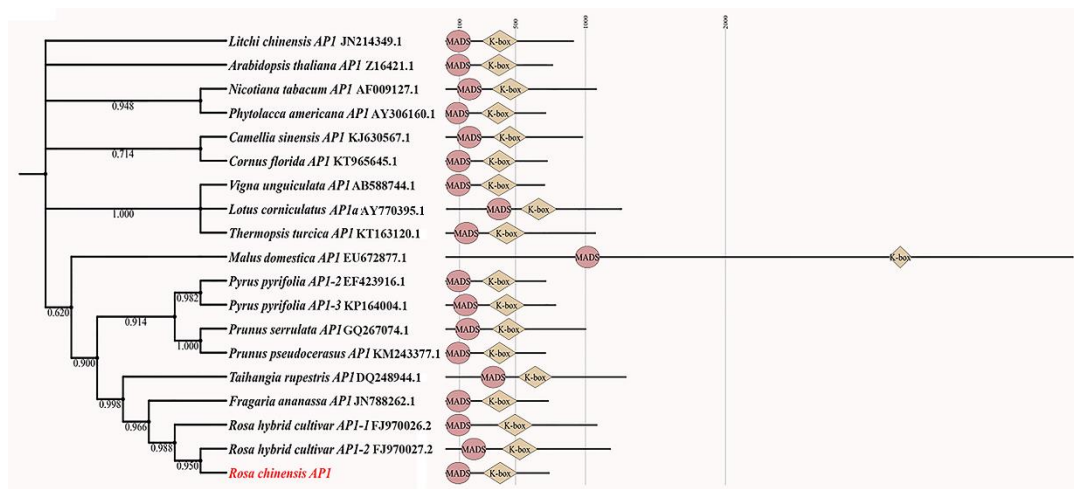 100 500 1000 2000
Litchi chinensis AP1 JN214349.1 MADS K-box
Arabidopsis thaliana AP1 Z16421.1 MADS K-box
Nicotiana tabacum AP1 AF009127.1 MADS K-box
0.948
Phytolacca americana AP1 AY306160.1 MADS K-box
Camellia sinensis AP1 KJ630567.1 MADS K-box
0.714
Cornus florida AP1 KT965645.1 MADS K-box
Vigna unguiculata AP1 AB588744.1 MADS K-box
1.000 Lotus corniculatus AP1a AY770395.1 MADS K-box
Thermopsis turcica AP1 KT163120.1 MADS K-box
Malus domestica AP1 EU672877.1 MADS K-box
Pyrus pyrifolia AP1-2 EF423916.1 MADS K-box
0.982
0.620 Pyrus pyrifolia AP1-3 KP164004.1 MADS K-box
0.914
Prunus serrulata AP1 GQ267074.1 MADS K-box
1.000
Prunus pseudocerasus AP1 KM243377.1 MADS K-box
0.900
Taihangia rupestris AP1 DQ248944.1 MADS K-box
0.998
Fragaria ananassa AP1 JN788262.1 MADS K-box
0.966
Rosa hybrid cultivar AP1-1 FJ970026.2 MADS K-box
0.988
Rosa hybrid cultivar AP1-2 FJ970027.2 MADS K-box
0.950
Rosa chinensis AP1 MADS K-box